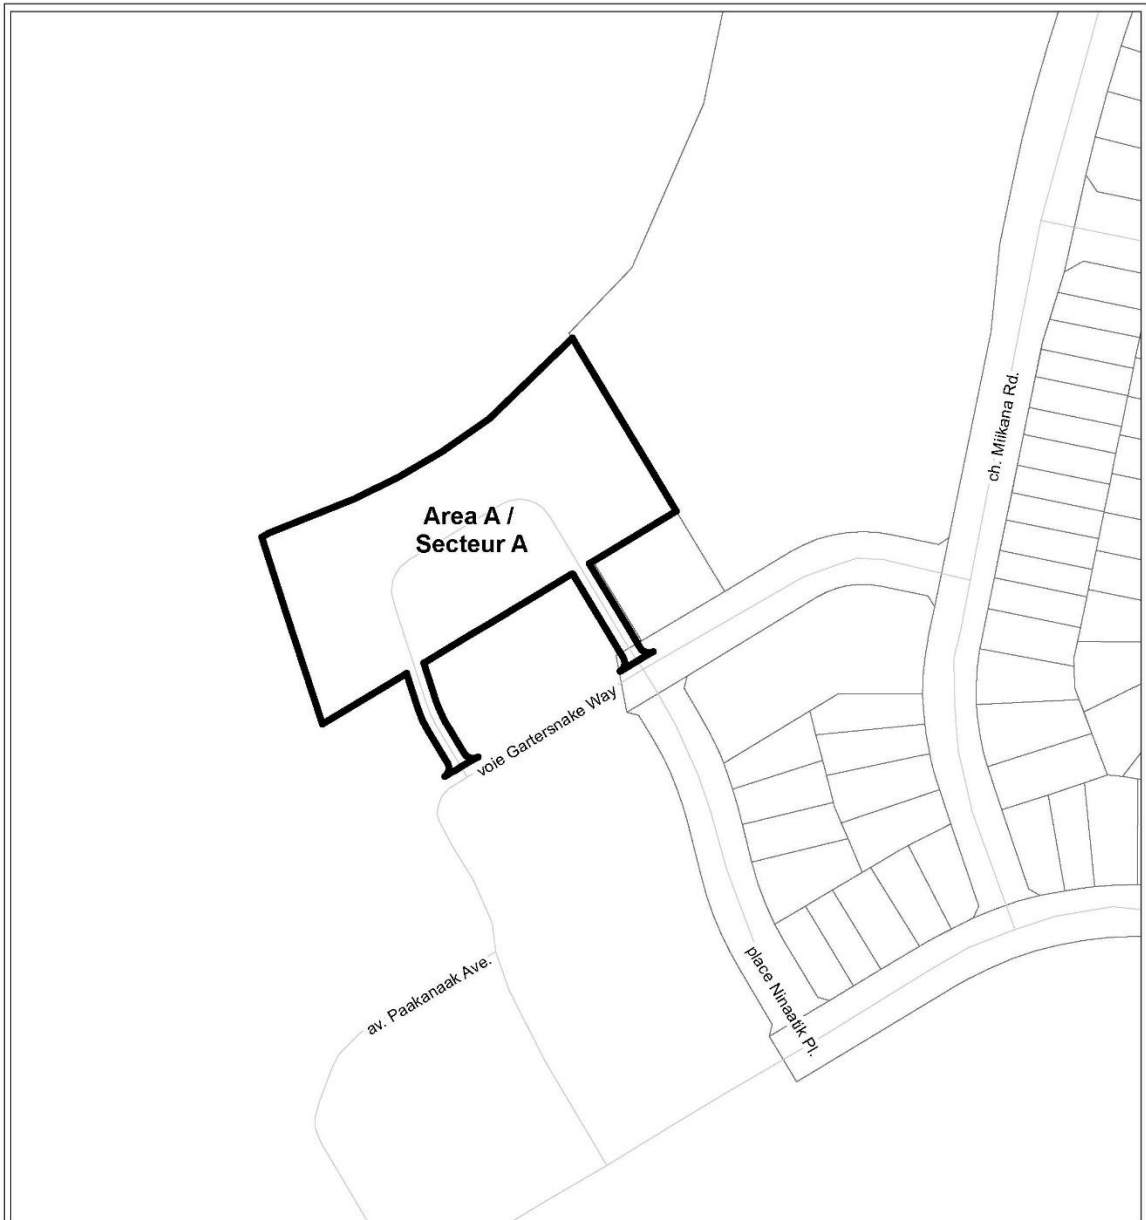 ch. Miikana Rd.
Area A /
Secteur A
voie Gartersnake Way
av. Paakanaak Ave.
place Ninaatik Pl.